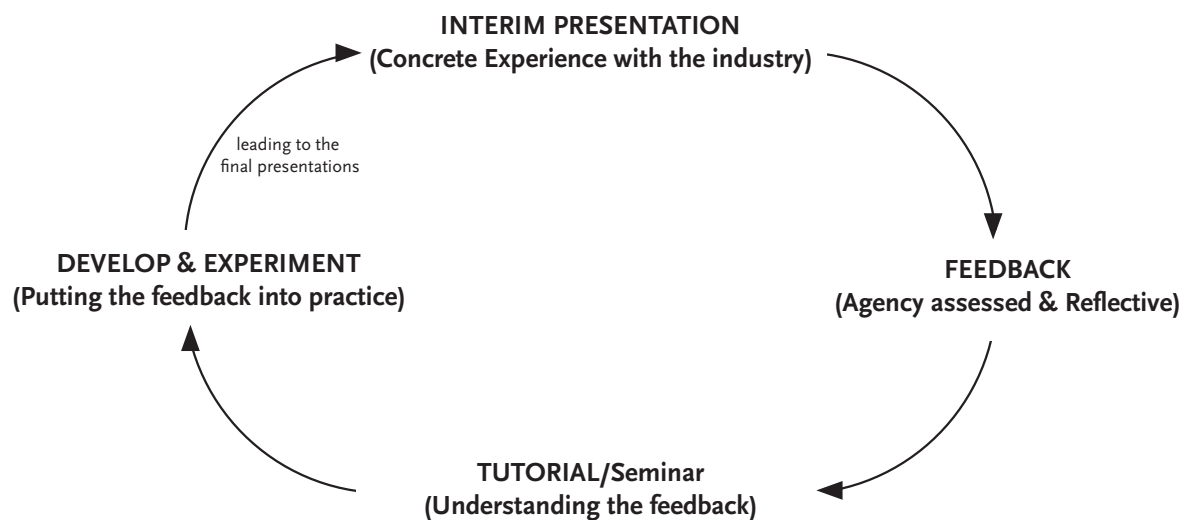 INTERIM PRESENTATION
(Concrete Experience with the industry)
leading to the
final presentations
DEVELOP & EXPERIMENT
(Putting the feedback into practice)
FEEDBACK
(Agency assessed & Reflective)
TUTORIAL/Seminar
(Understanding the feedback)